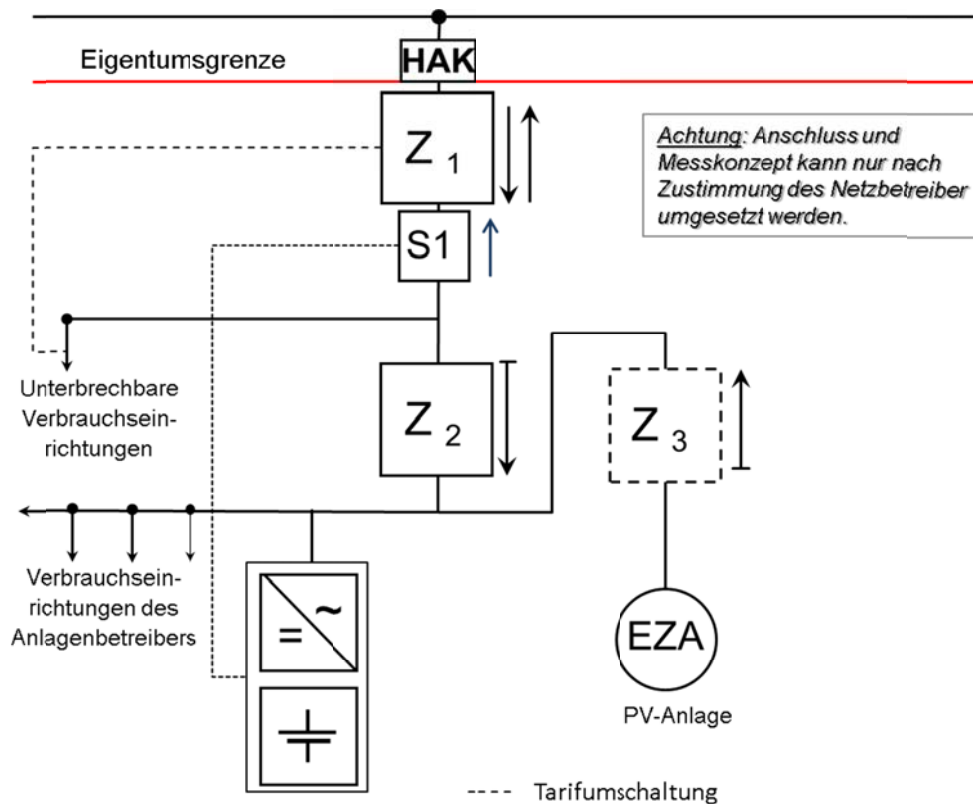 Eigentumsgrenze
HAK
Z 1
Achtung: Anschluss und
Messkonzept kann nur nach
Zustimmung des Netzbetreiber
umgesetzt werden.
S1
Unterbrechbare
Verbrauchsein-
richtungen
Z 2
Z 3
Verbrauchsein-
richtungen des
Anlagenbetreibers
~
=
EZA
PV-Anlage
Tarifumschaltung